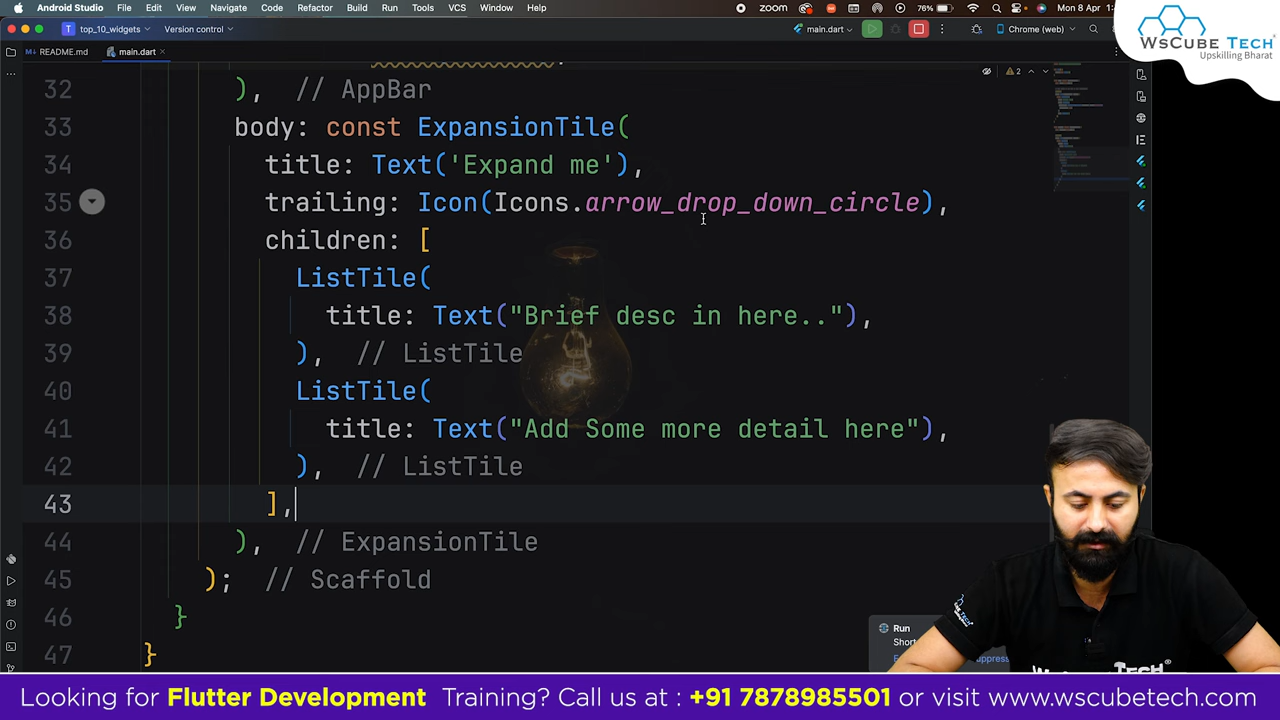 Android Studio File Edit View Navigate Code Refactor Build Run Tools VCS Window Help ZOOM 76% Mon 8 Apr
T top_10_widgets Version control main.dart Chrome (web)
WsCube Tech
Upskilling Bharat
README.md main.dart
2
32 ), // AppBar
33 body: const ExpansionTile(
34 title: Text('Expand me'),
35 trailing: Icon(Icons.arrow_drop_down_circle),
36 children: [
37 ListTile(
38 title: Text("Brief desc in here.."),
39 ), // ListTile
40 ListTile(
41 title: Text("Add Some more detail here"),
42 ), // ListTile
43 ],
44 ), // ExpansionTile
45 ); // Scaffold
46 }
47 }
Run
WsCube Tech
Looking for Flutter Development Training? Call us at : +91 7878985501 or visit www.wscubetech.com